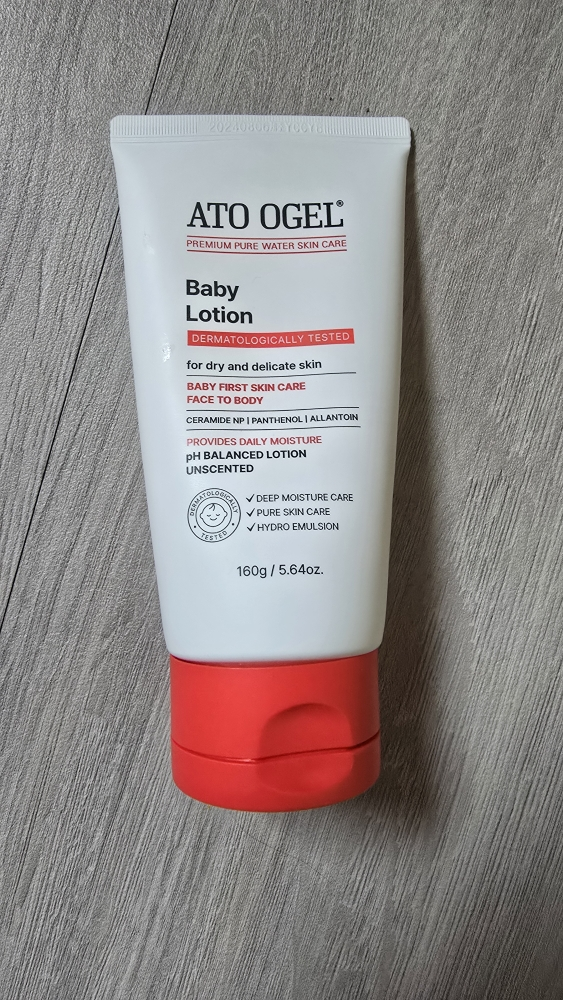 ATO OGEL®
PREMIUM PURE WATER SKIN CARE
Baby
Lotion
DERMATOLOGICALLY TESTED
for dry and delicate skin
BABY FIRST SKIN CARE
FACE TO BODY
CERAMIDE NP | PANTHENOL | ALLANTOIN
PROVIDES DAILY MOISTURE
pH BALANCED LOTION
UNSCENTED
DERMATOLOGICALLY
TESTED
✓ DEEP MOISTURE CARE
✓ PURE SKIN CARE
✓ HYDRO EMULSION
160g / 5.64oz.